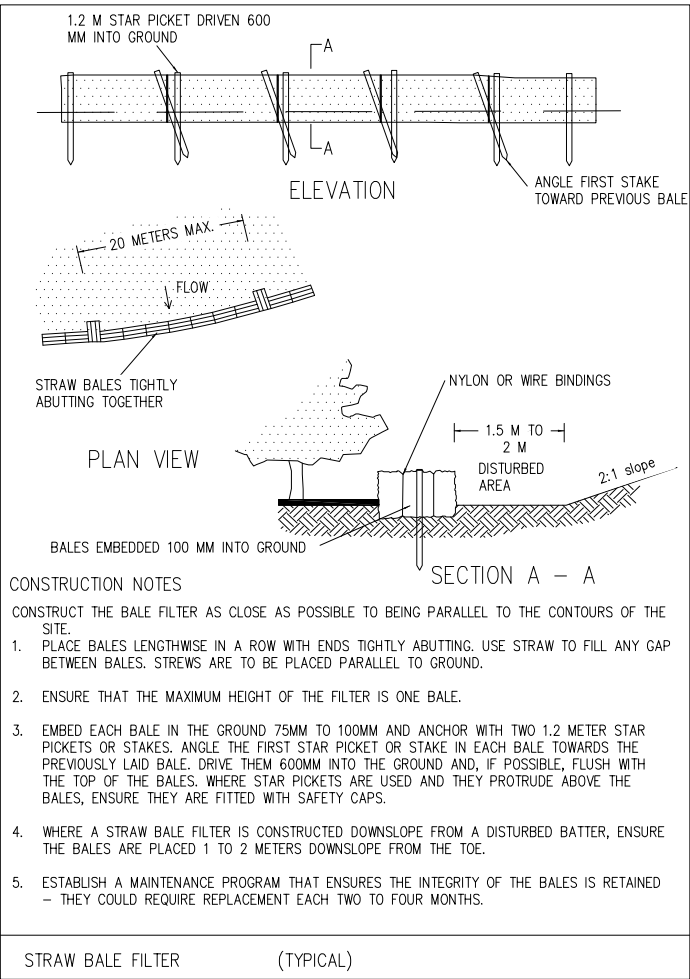 1.2 M STAR PICKET DRIVEN 600
MM INTO GROUND
A
A
ELEVATION
ANGLE FIRST STAKE
TOWARD PREVIOUS BALE
20 METERS MAX.
FLOW
STRAW BALES TIGHTLY
ABUTTING TOGETHER
PLAN VIEW
NYLON OR WIRE BINDINGS
1.5 M TO
2 M
DISTURBED
AREA
2:1 slope
BALES EMBEDDED 100 MM INTO GROUND
SECTION A – A
CONSTRUCTION NOTES
CONSTRUCT THE BALE FILTER AS CLOSE AS POSSIBLE TO BEING PARALLEL TO THE CONTOURS OF THE
SITE.
1. PLACE BALES LENGTHWISE IN A ROW WITH ENDS TIGHTLY ABUTTING. USE STRAW TO FILL ANY GAP
BETWEEN BALES. STREWS ARE TO BE PLACED PARALLEL TO GROUND.
2. ENSURE THAT THE MAXIMUM HEIGHT OF THE FILTER IS ONE BALE.
3. EMBED EACH BALE IN THE GROUND 75MM TO 100MM AND ANCHOR WITH TWO 1.2 METER STAR
PICKETS OR STAKES. ANGLE THE FIRST STAR PICKET OR STAKE IN EACH BALE TOWARDS THE
PREVIOUSLY LAID BALE. DRIVE THEM 600MM INTO THE GROUND AND, IF POSSIBLE, FLUSH WITH
THE TOP OF THE BALES. WHERE STAR PICKETS ARE USED AND THEY PROTRUDE ABOVE THE
BALES, ENSURE THEY ARE FITTED WITH SAFETY CAPS.
4. WHERE A STRAW BALE FILTER IS CONSTRUCTED DOWNSLOPE FROM A DISTURBED BATTER, ENSURE
THE BALES ARE PLACED 1 TO 2 METERS DOWNSLOPE FROM THE TOE.
5. ESTABLISH A MAINTENANCE PROGRAM THAT ENSURES THE INTEGRITY OF THE BALES IS RETAINED
– THEY COULD REQUIRE REPLACEMENT EACH TWO TO FOUR MONTHS.
STRAW BALE FILTER (TYPICAL)